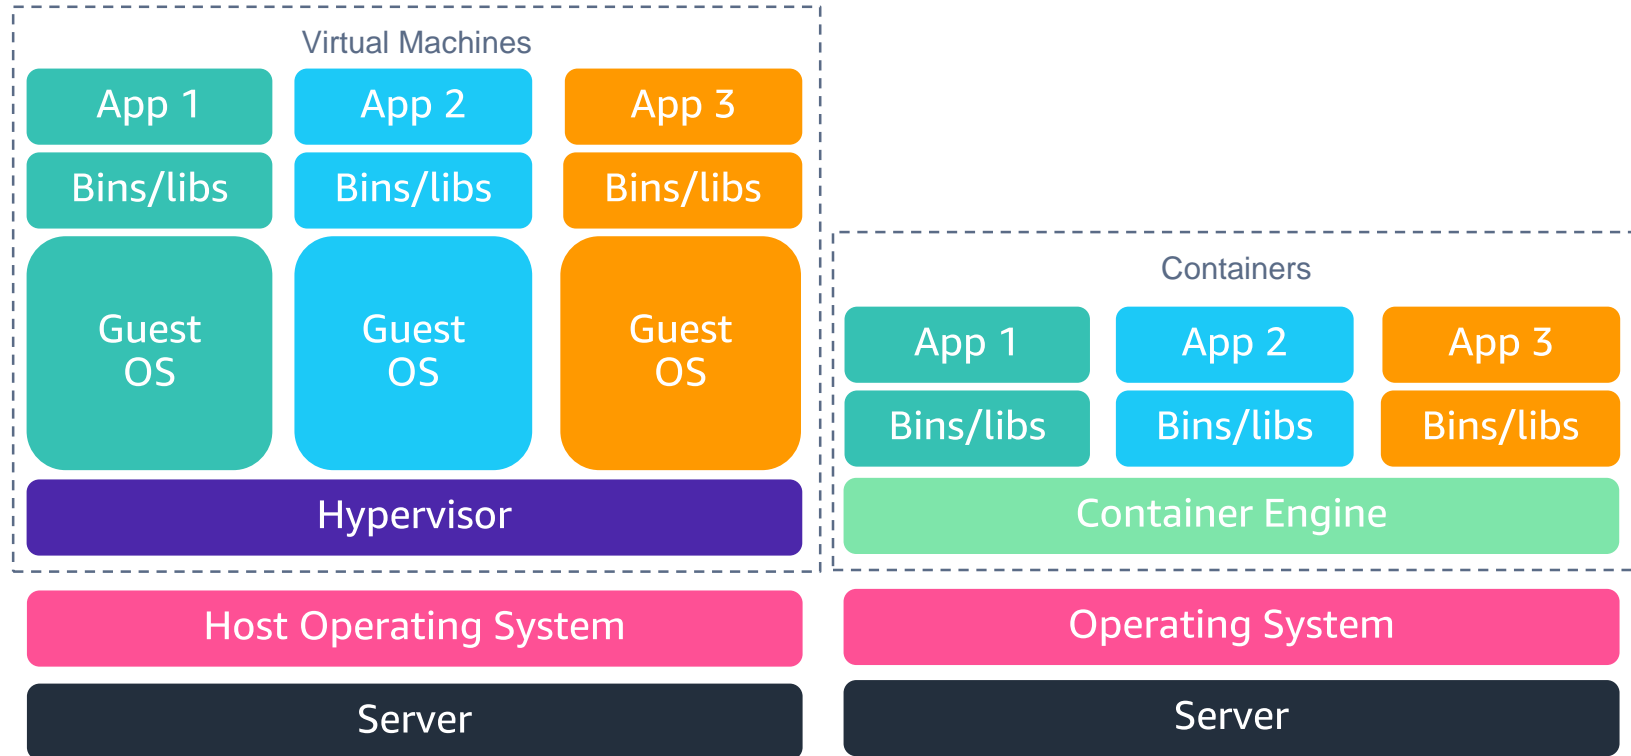 Virtual Machines
App 1
App 2
App 3
Bins/libs
Bins/libs
Bins/libs
Guest
OS
Guest
OS
Guest
OS
Hypervisor
Host Operating System
Server
Containers
App 1
App 2
App 3
Bins/libs
Bins/libs
Bins/libs
Container Engine
Operating System
Server